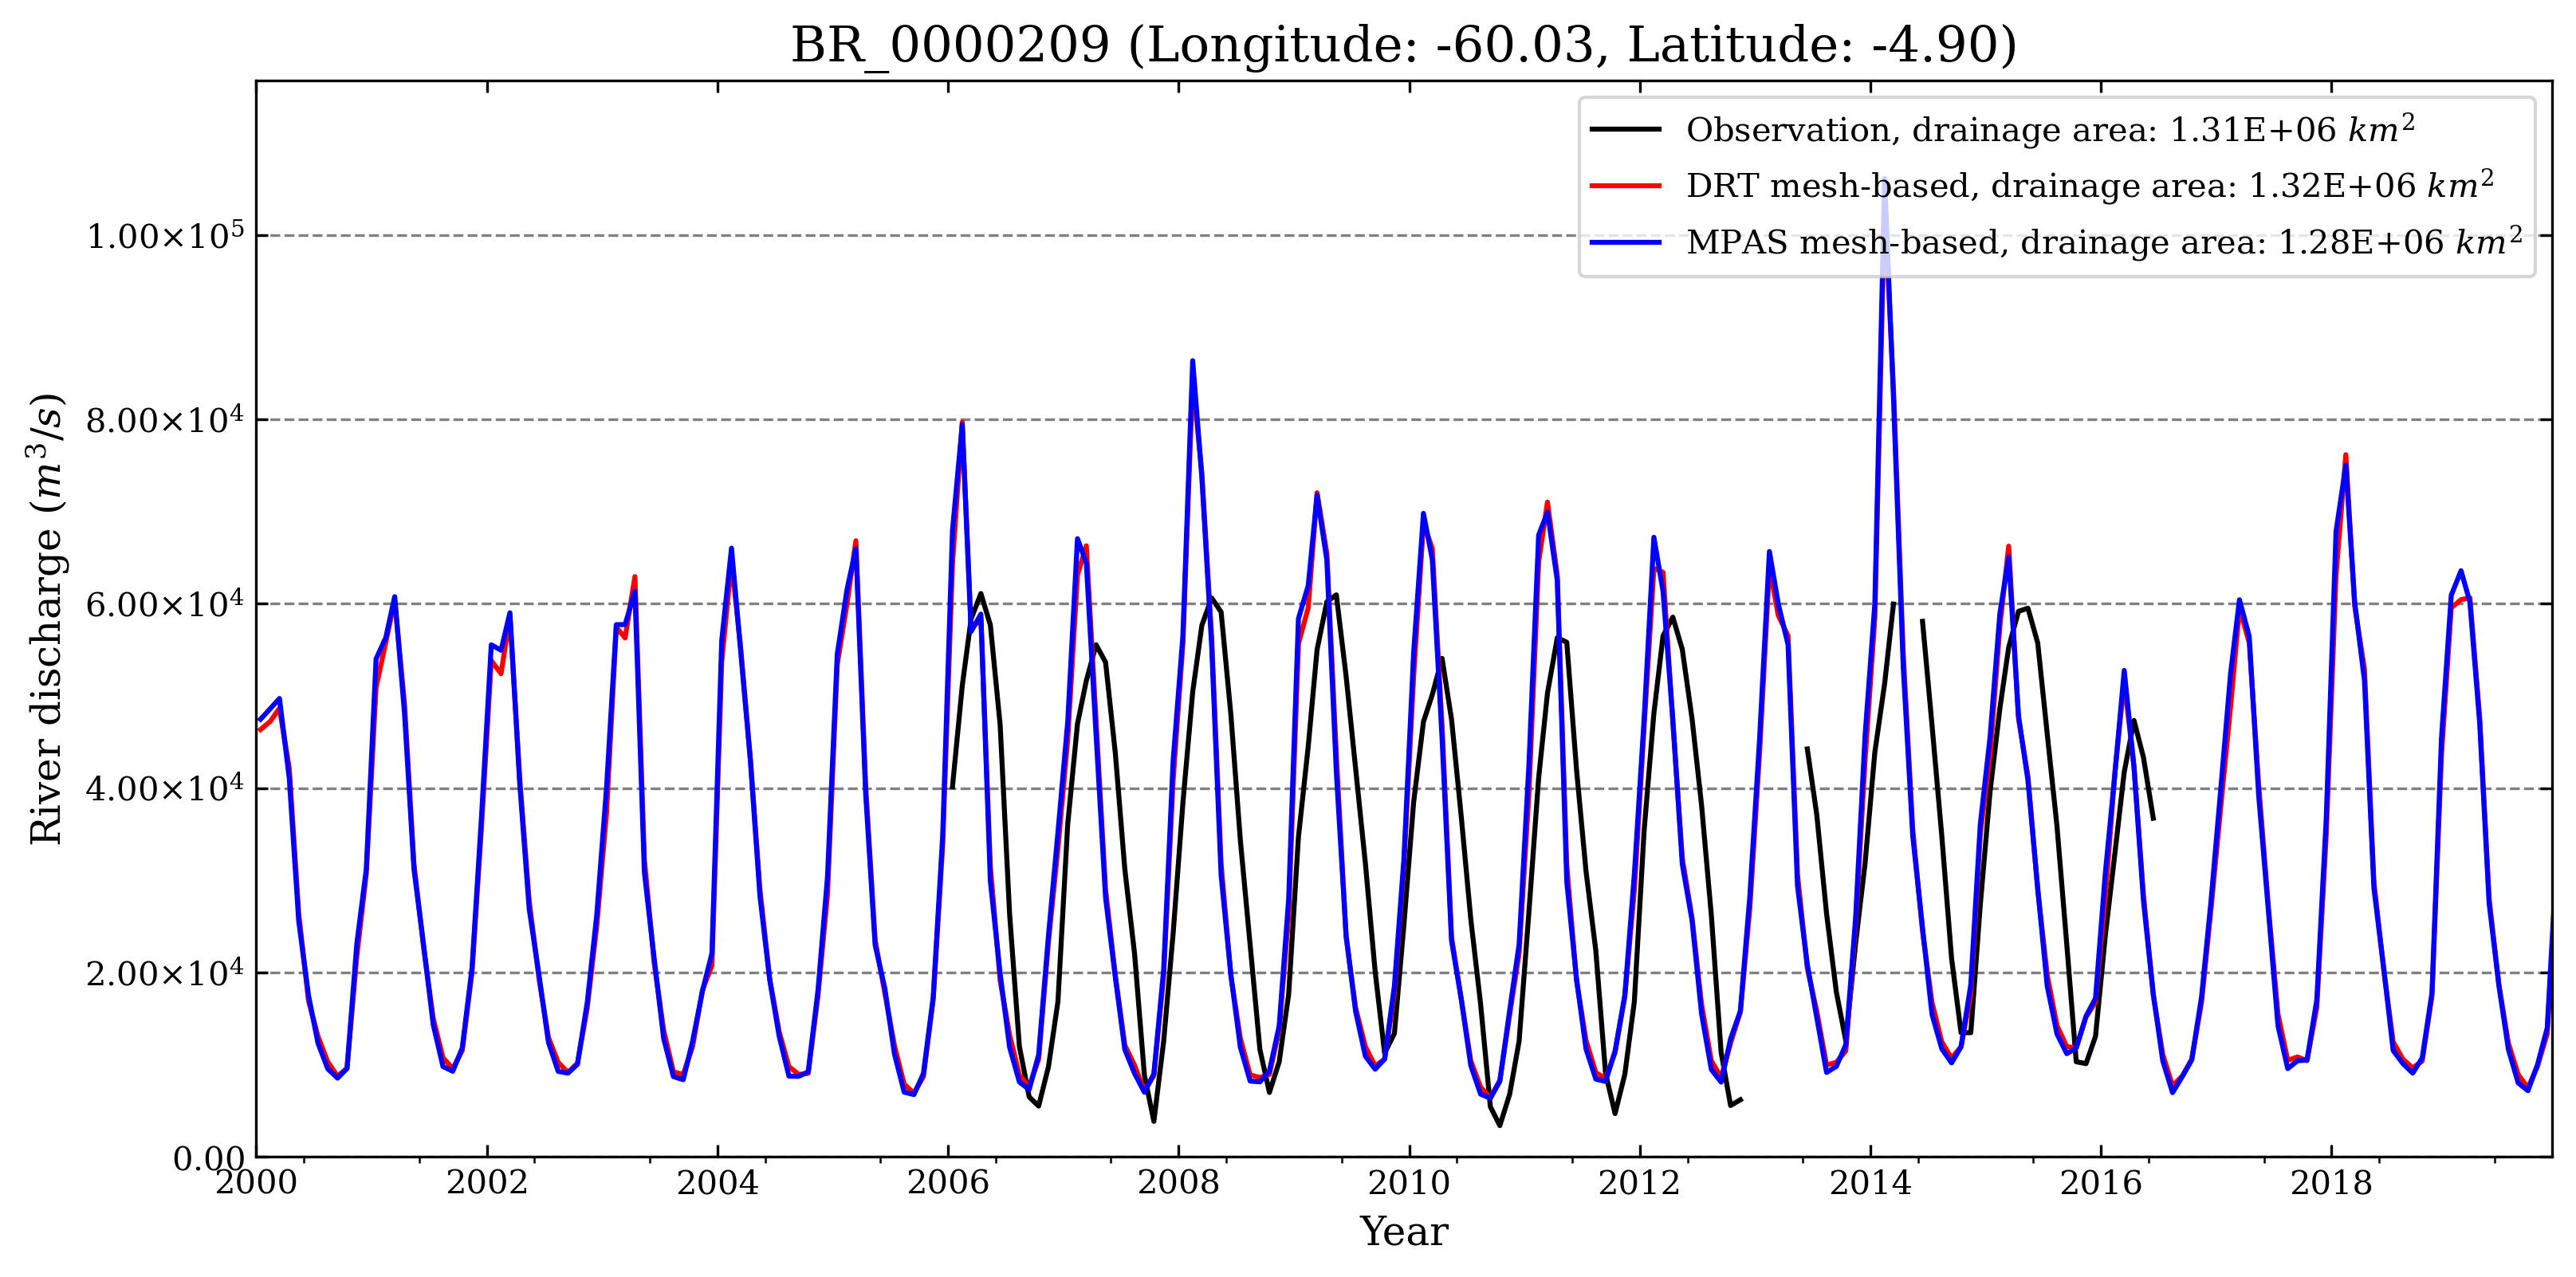 BR_0000209 (Longitude: -60.03, Latitude: -4.90)
Observation, drainage area: 1.31E+06 km²
DRT mesh-based, drainage area: 1.32E+06 km²
MPAS mesh-based, drainage area: 1.28E+06 km²
River discharge (m³/s)
1.00×10⁵
8.00×10⁴
6.00×10⁴
4.00×10⁴
2.00×10⁴
0.00
2000 2002 2004 2006 2008 2010 2012 2014 2016 2018
Year